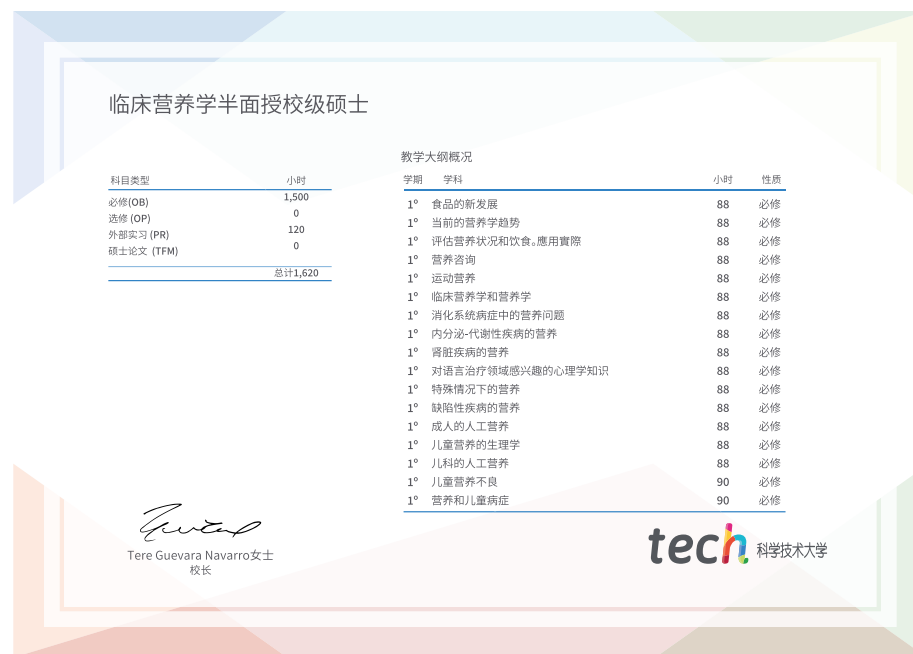 临床营养学半面授校级硕士
科目类型 小时
必修(OB) 1,500
选修 (OP) 0
外部实习 (PR) 120
硕士论文 (TFM) 0
总计1,620
教学大纲概况
学期 学科 小时 性质
1º 食品的新发展 88 必修
1º 当前的营养学趋势 88 必修
1º 评估营养状况和饮食。應用實際 88 必修
1º 营养咨询 88 必修
1º 运动营养 88 必修
1º 临床营养学和营养学 88 必修
1º 消化系统病症中的营养问题 88 必修
1º 内分泌-代谢性疾病的营养 88 必修
1º 肾脏疾病的营养 88 必修
1º 对语言治疗领域感兴趣的心理学知识 88 必修
1º 特殊情况下的营养 88 必修
1º 缺陷性疾病的营养 88 必修
1º 成人的人工营养 88 必修
1º 儿童营养的生理学 88 必修
1º 儿科的人工营养 88 必修
1º 儿童营养不良 90 必修
1º 营养和儿童病症 90 必修
Tere Guevara Navarro女士
校长
tech 科学技术大学